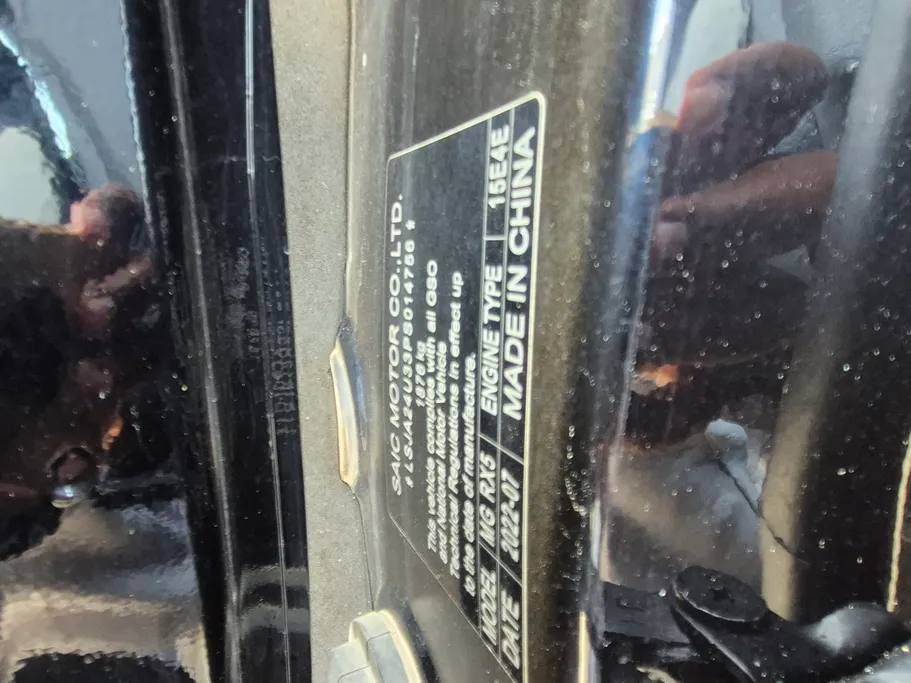 SAIC MOTOR CO.,LTD.
* LSJA24U33PS014756 *
kg
This vehicle complies with all GSO
and National Motor Vehicle
Technical Regulations in effect up
to the date of manufacture.
MODEL MG RX5 ENGINE TYPE 15E4E
DATE 2022-07 MADE IN CHINA